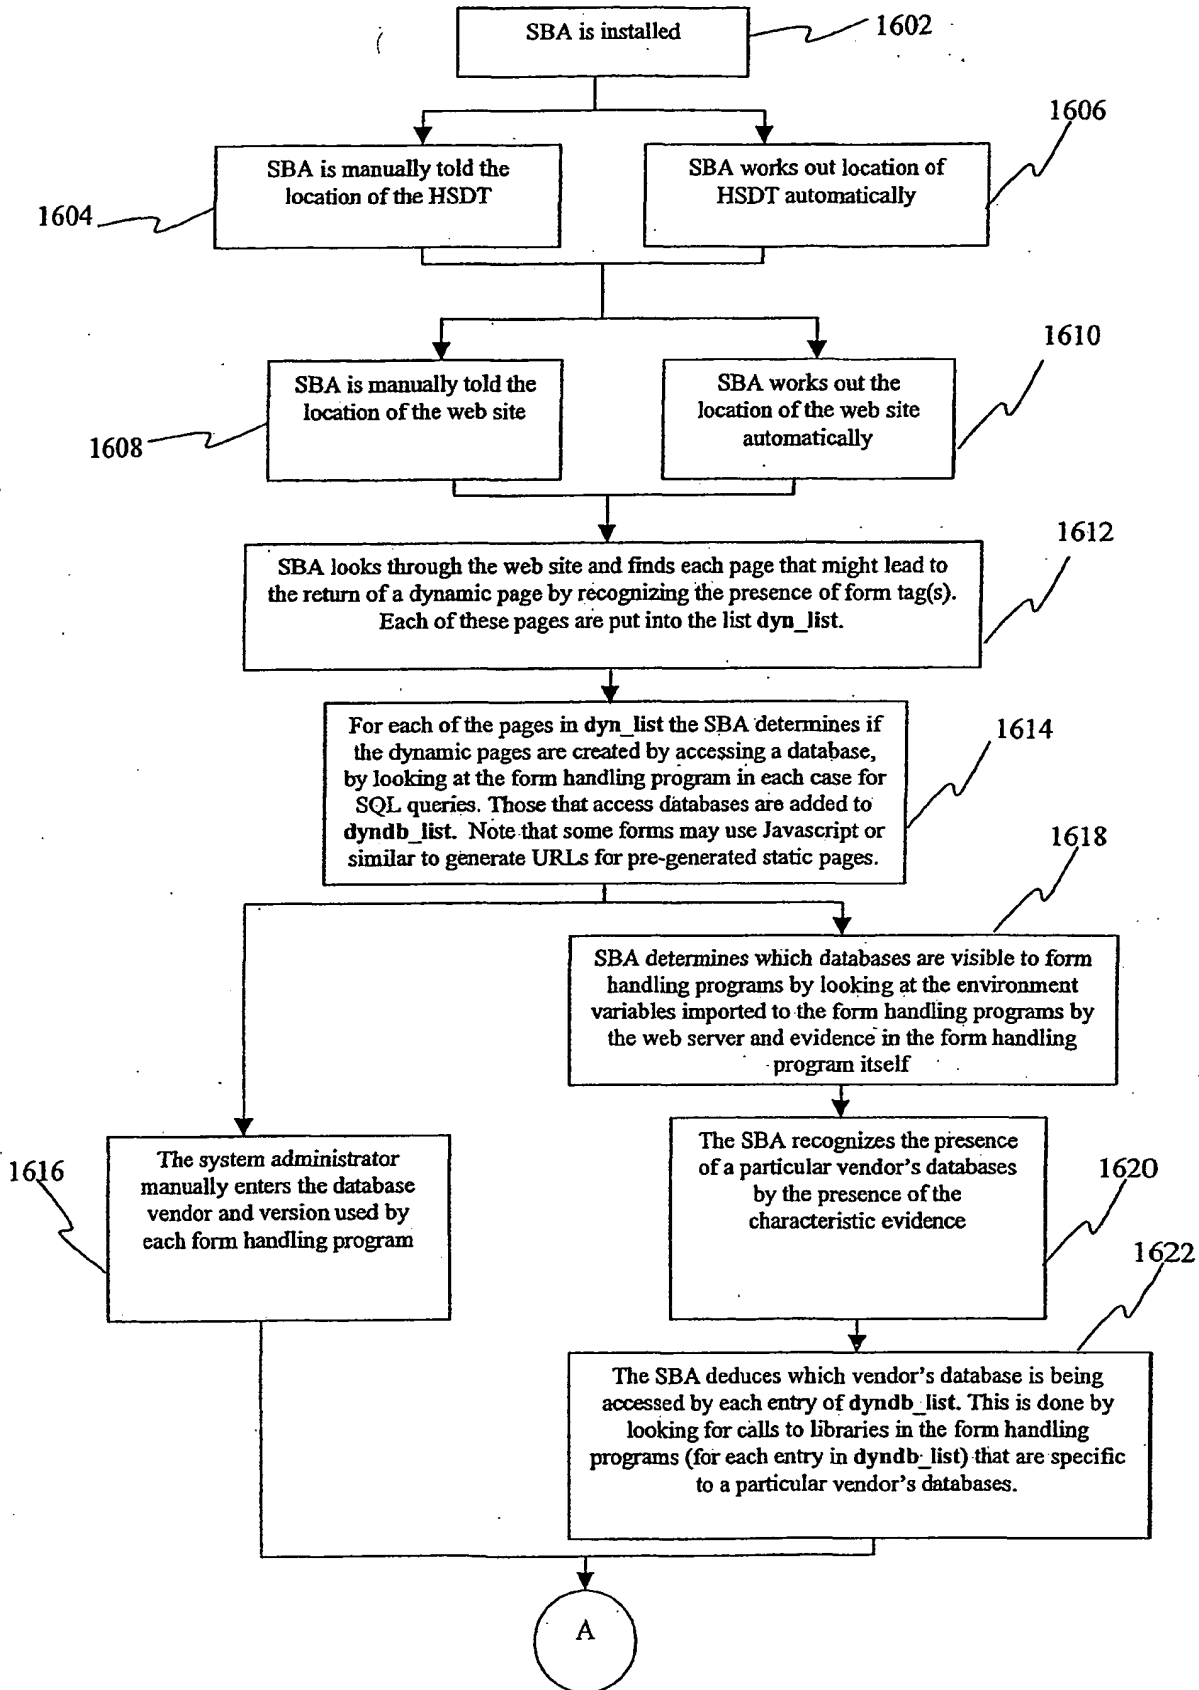 SBA is installed
1602
1606
SBA is manually told the
location of the HSDT
SBA works out location of
HSDT automatically
1604
1610
SBA is manually told the
location of the web site
SBA works out the
location of the web site
automatically
1608
1612
SBA looks through the web site and finds each page that might lead to
the return of a dynamic page by recognizing the presence of form tag(s).
Each of these pages are put into the list dyn_list.
For each of the pages in dyn_list the SBA determines if
the dynamic pages are created by accessing a database,
by looking at the form handling program in each case for
SQL queries. Those that access databases are added to
dyndb_list. Note that some forms may use Javascript or
similar to generate URLs for pre-generated static pages.
1614
1618
SBA determines which databases are visible to form
handling programs by looking at the environment
variables imported to the form handling programs by
the web server and evidence in the form handling
program itself
1616
The system administrator
manually enters the database
vendor and version used by
each form handling program
The SBA recognizes the presence
of a particular vendor's databases
by the presence of the
characteristic evidence
1620
1622
The SBA deduces which vendor's database is being
accessed by each entry of dyndb_list. This is done by
looking for calls to libraries in the form handling
programs (for each entry in dyndb_list) that are specific
to a particular vendor's databases.
A